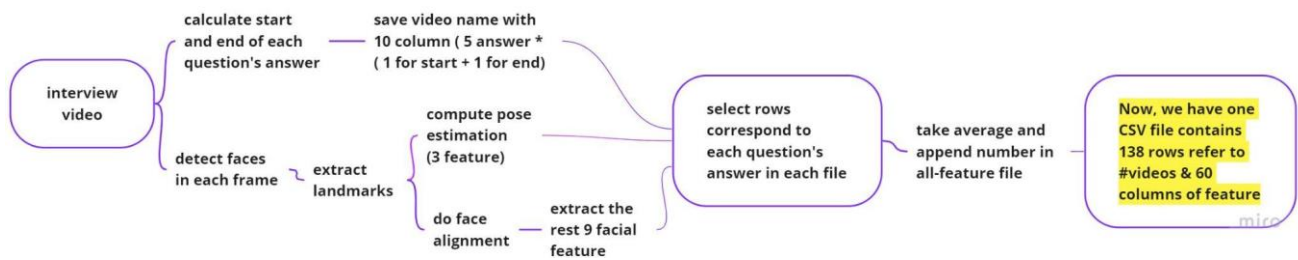 interview
video
calculate start
and end of each
question's answer
save video name with
10 column ( 5 answer *
( 1 for start + 1 for end)
detect faces
in each frame
extract
landmarks
compute pose
estimation
(3 feature)
do face
alignment
extract the
rest 9 facial
feature
select rows
correspond to
each question's
answer in each file
take average and
append number in
all-feature file
Now, we have one
CSV file contains
138 rows refer to
#videos & 60
columns of feature
miro